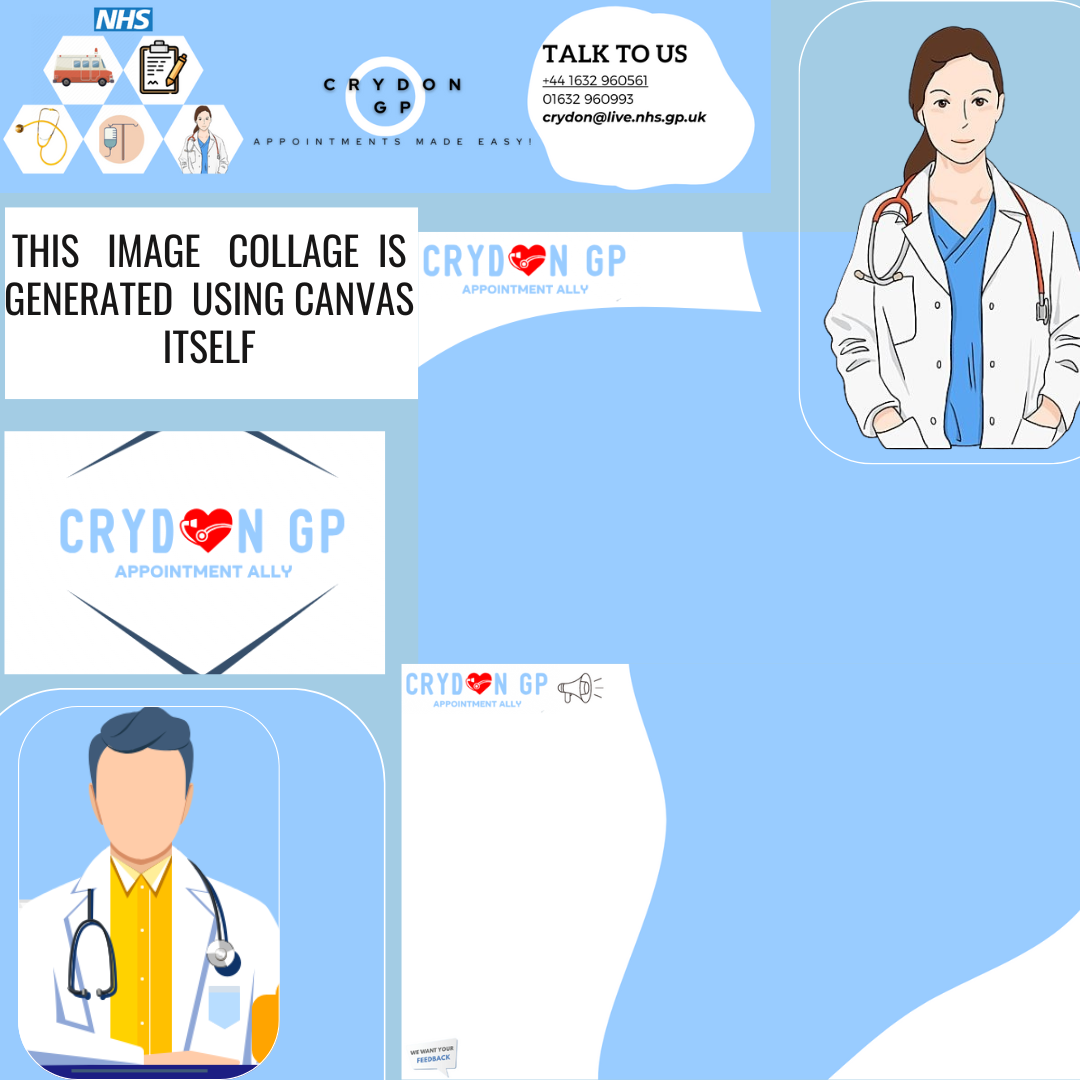 NHS
CRYDON
GP
APPOINTMENTS MADE EASY!
TALK TO US
+44 1632 960561
01632 960993
crydon@live.nhs.gp.uk
THIS IMAGE COLLAGE IS
GENERATED USING CANVAS
ITSELF
CRYD N GP
APPOINTMENT ALLY
CRYD N GP
APPOINTMENT ALLY
CRYD N GP
APPOINTMENT ALLY
WE WANT YOUR
FEEDBACK